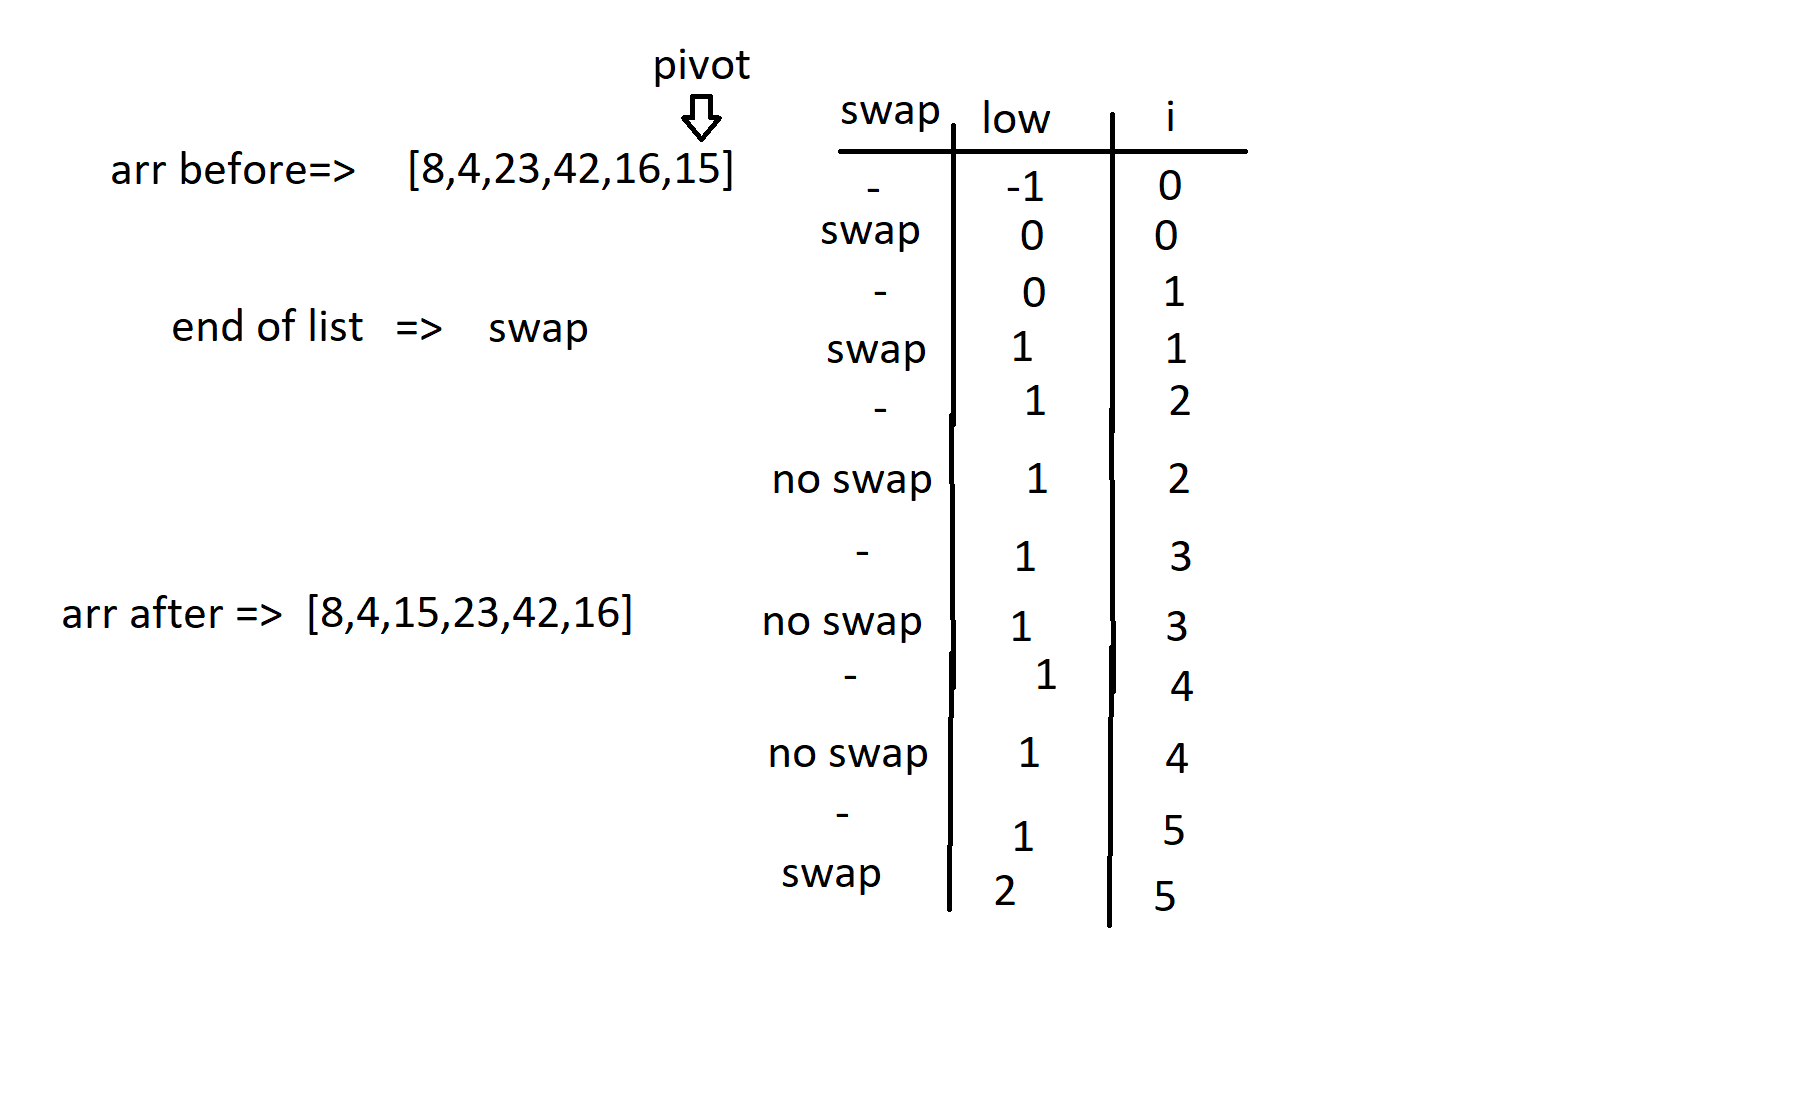 pivot
arr before=> [8,4,23,42,16,15]
end of list => swap
arr after => [8,4,15,23,42,16]
swap low i
- -1 0
swap 0 0
- 0 1
swap 1 1
- 1 2
no swap 1 2
- 1 3
no swap 1 3
- 1 4
no swap 1 4
- 1 5
swap 2 5